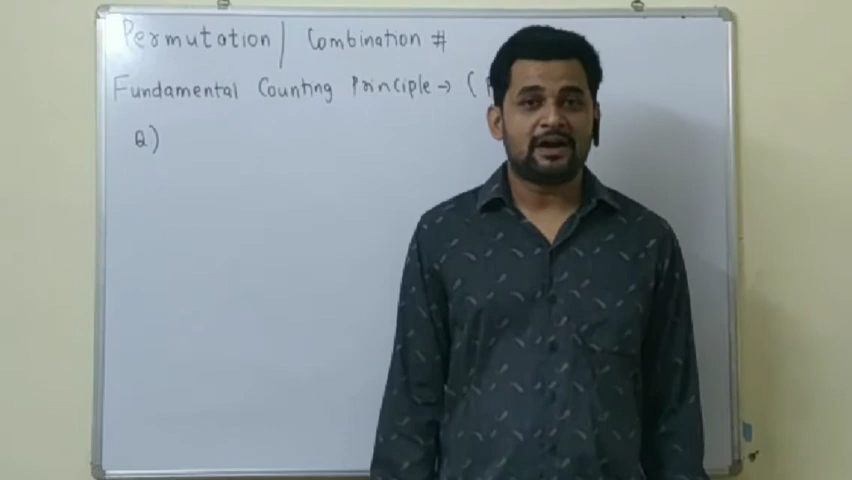 Permutation | Combination #
Fundamental Counting Principle → (
Q)